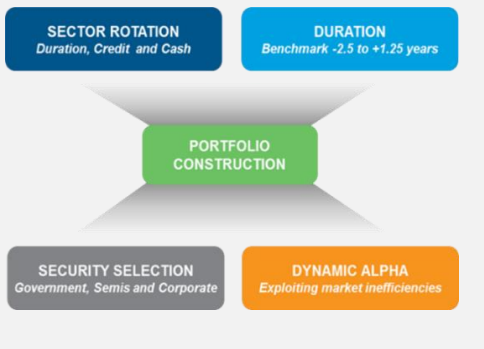 SECTOR ROTATION
Duration, Credit and Cash
DURATION
Benchmark -2.5 to +1.25 years
PORTFOLIO
CONSTRUCTION
SECURITY SELECTION
Government, Semis and Corporate
DYNAMIC ALPHA
Exploiting market inefficiencies